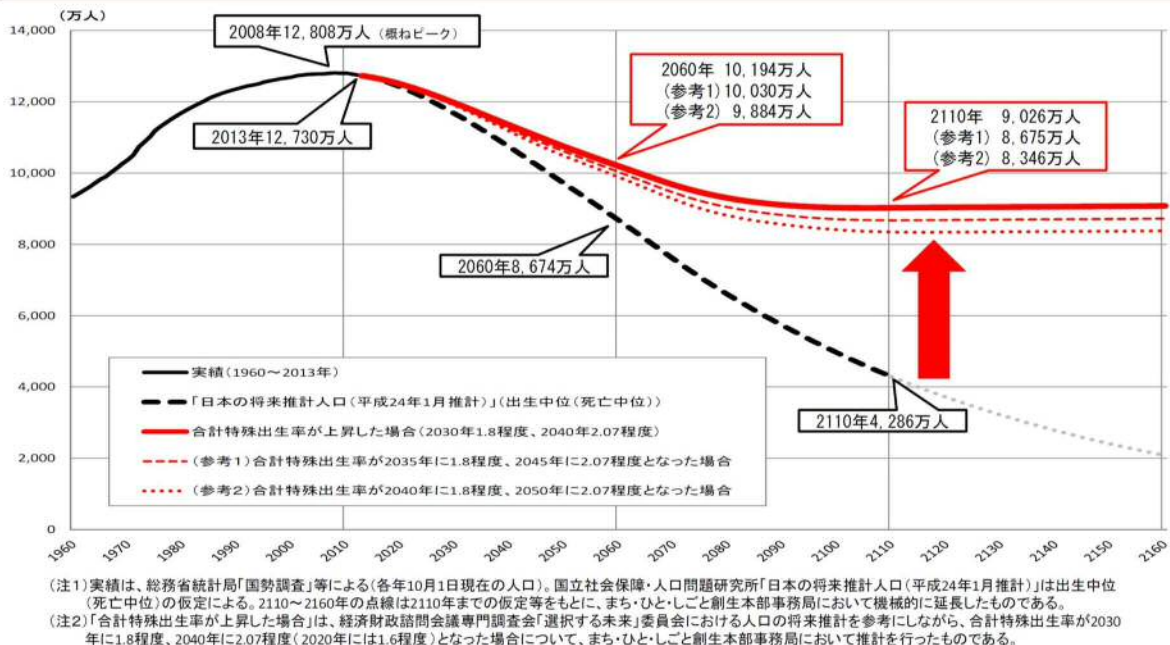 (万人)
14,000
12,000
10,000
8,000
6,000
4,000
2,000
0
2008年12,808万人 (概ねピーク)
2013年12,730万人
2060年 10,194万人
(参考1) 10,030万人
(参考2) 9,884万人
2110年 9,026万人
(参考1) 8,675万人
(参考2) 8,346万人
2060年8,674万人
2110年4,286万人
実績(1960~2013年)
「日本の将来推計人口(平成24年1月推計)」(出生中位(死亡中位))
合計特殊出生率が上昇した場合(2030年1.8程度、2040年2.07程度)
(参考1)合計特殊出生率が2035年に1.8程度、2045年に2.07程度となった場合
(参考2)合計特殊出生率が2040年に1.8程度、2050年に2.07程度となった場合
1960 1970 1980 1990 2000 2010 2020 2030 2040 2050 2060 2070 2080 2090 2100 2110 2120 2130 2140 2150 2160
(注1)実績は、総務省統計局「国勢調査」等による(各年10月1日現在の人口)。国立社会保障・人口問題研究所「日本の将来推計人口(平成24年1月推計)」は出生中位
(死亡中位)の仮定による。2110~2160年の点線は2110年までの仮定等をもとに、まち・ひと・しごと創生本部事務局において機械的に延長したものである。
(注2)「合計特殊出生率が上昇した場合」は、経済財政諮問会議専門調査会「選択する未来」委員会における人口の将来推計を参考にしながら、合計特殊出生率が2030
年に1.8程度、2040年に2.07程度(2020年には1.6程度)となった場合について、まち・ひと・しごと創生本部事務局において推計を行ったものである。